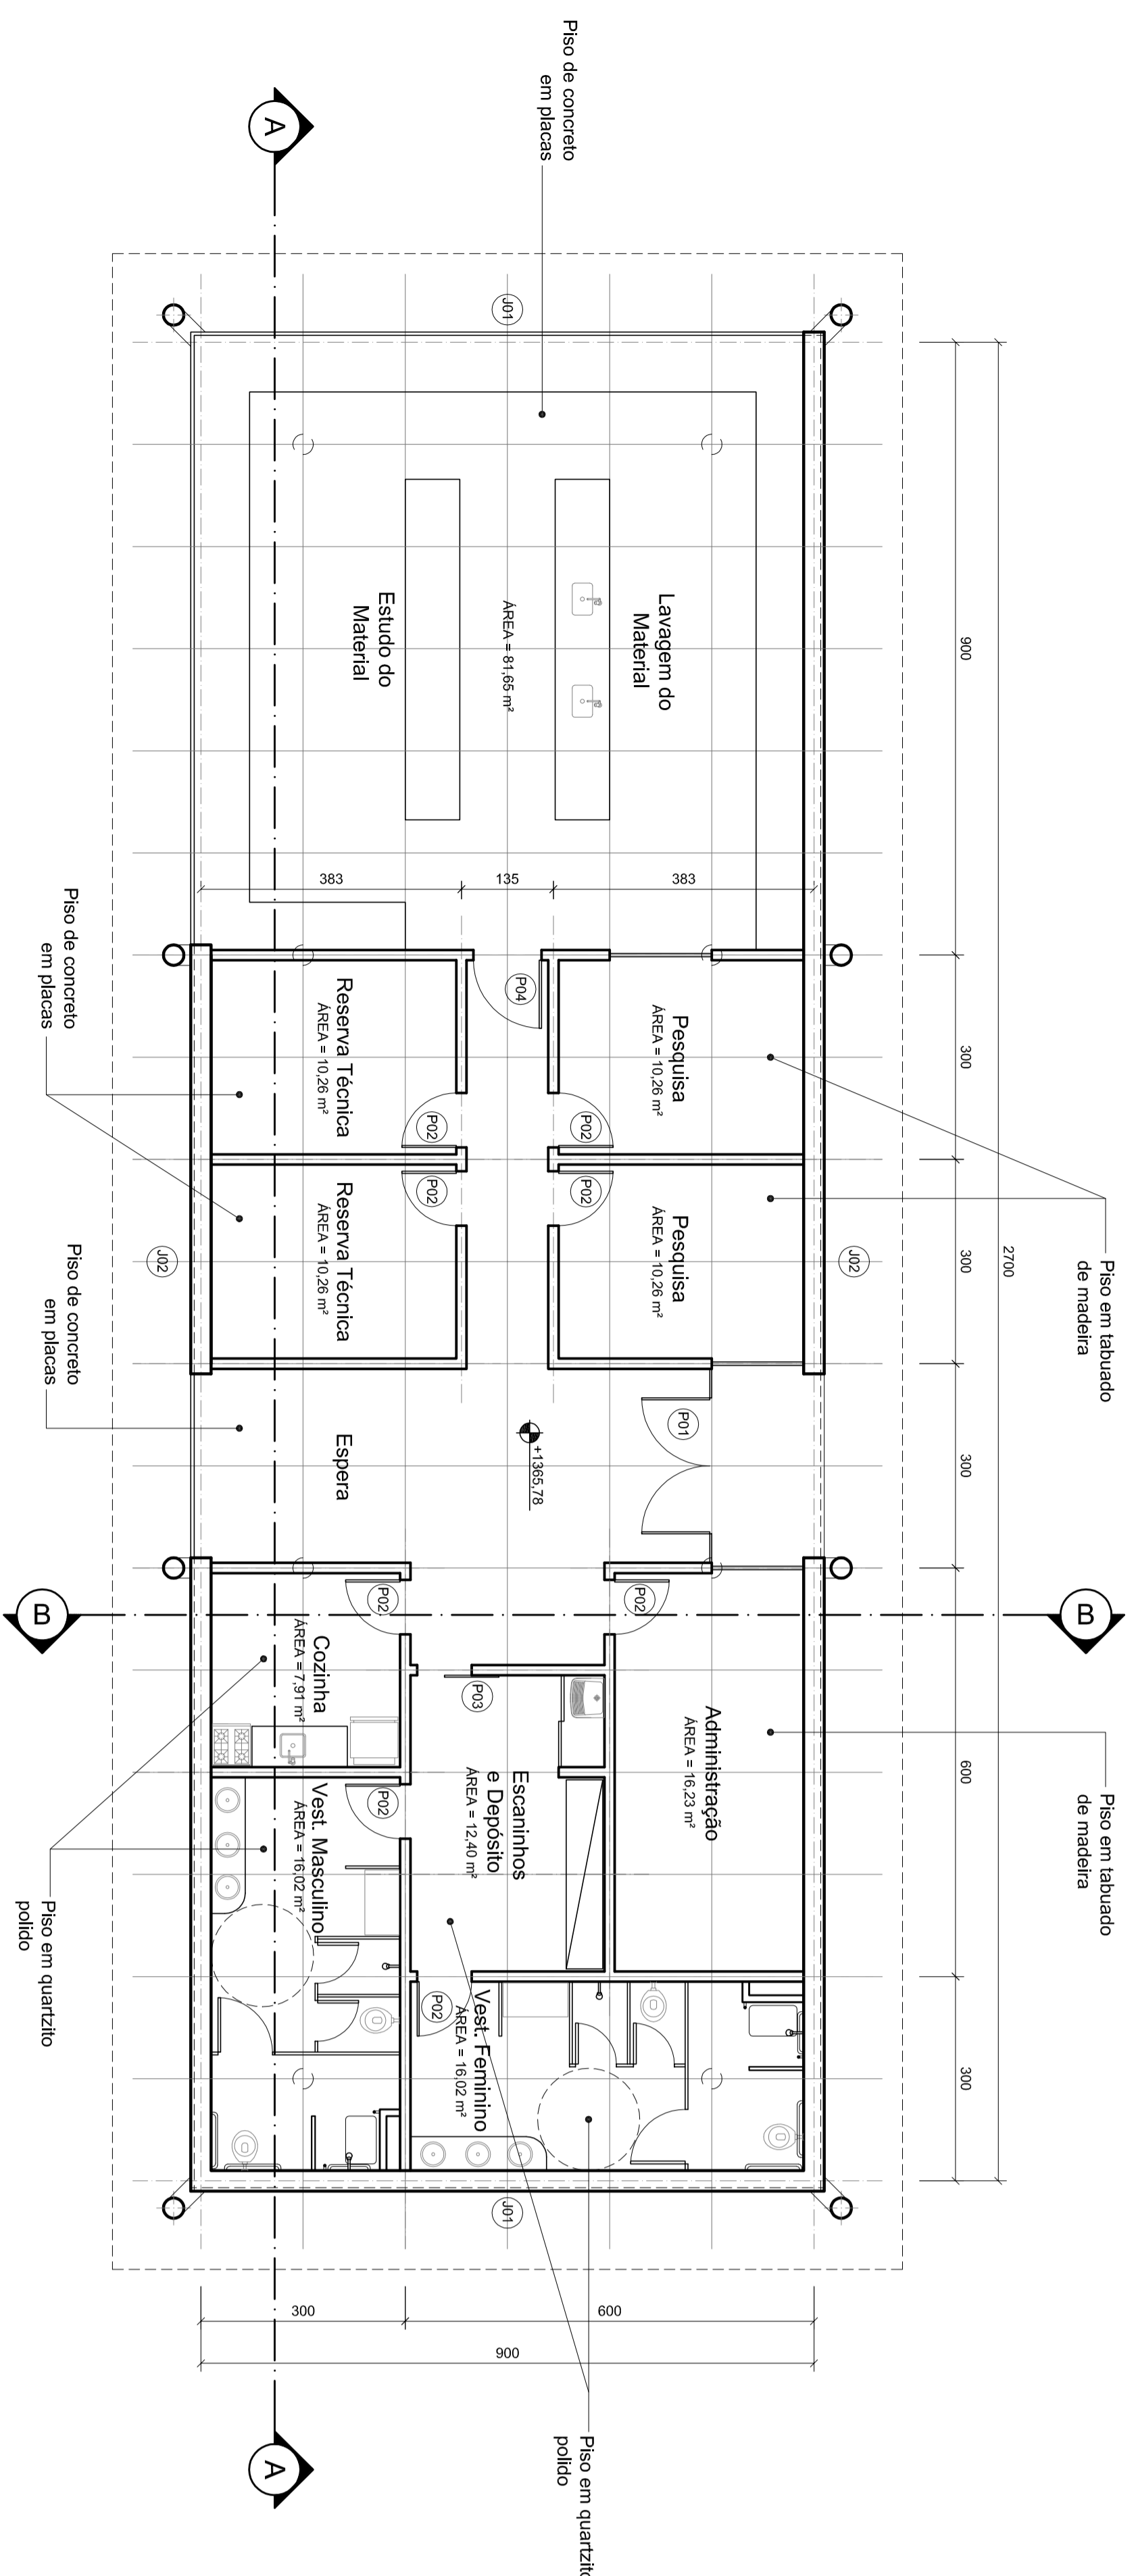 Piso de concreto
em placas
A
J01
900
2700
Lavagem do
Material
ÁREA = 81,65 m²
Estudo do
Material
383
135
383
Piso de concreto
em placas
P04
Reserva Técnica
ÁREA = 10,26 m²
Pesquisa
ÁREA = 10,26 m²
300
P02
P02
P02
P02
Reserva Técnica
ÁREA = 10,26 m²
Pesquisa
ÁREA = 10,26 m²
300
J02
J02
Piso em tabuado
de madeira
Piso de concreto
em placas
P01
+1365,78
Espera
300
B
B
P02
P02
Cozinha
ÁREA = 7,91 m²
P03
Administração
ÁREA = 16,23 m²
Escaninhos
e Depósito
ÁREA = 12,40 m²
600
P02
Vest. Masculino
ÁREA = 16,02 m²
Piso em tabuado
de madeira
Piso em quartzito
polido
P02
Vest. Feminino
ÁREA = 16,02 m²
300
J01
300
600
900
A
Piso em quartzito
polido